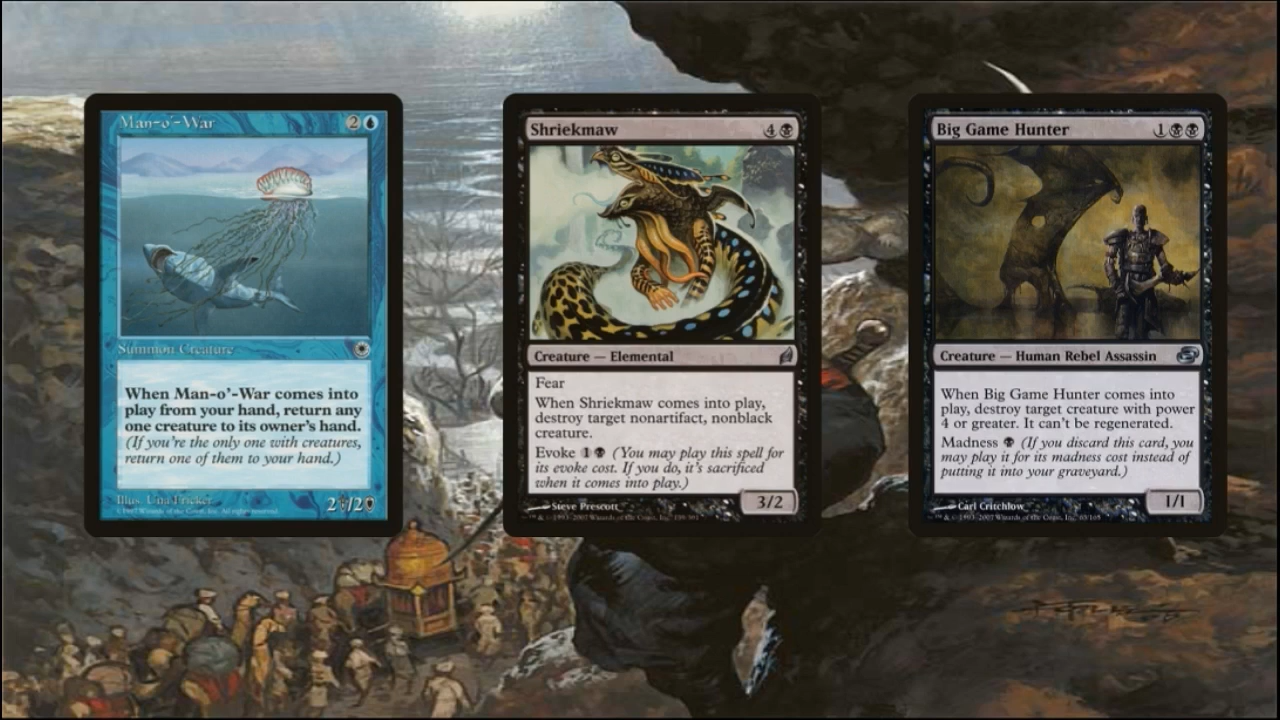 Man-o'-War 2
Summon Creature
When Man-o'-War comes into
play from your hand, return any
one creature to its owner's hand.
(If you're the only one with creatures,
return one of them to your hand.)
Illus. Una Fricker
2/2
Shriekmaw 4
Creature — Elemental
Fear
When Shriekmaw comes into play,
destroy target nonartifact, nonblack
creature.
Evoke 1 (You may play this spell for
its evoke cost. If you do, it's sacrificed
when it comes into play.)
Steve Prescott
3/2
Big Game Hunter 1
Creature — Human Rebel Assassin
When Big Game Hunter comes into
play, destroy target creature with power
4 or greater. It can't be regenerated.
Madness (If you discard this card, you
may play it for its madness cost instead of
putting it into your graveyard.)
Carl Critchlow
1/1